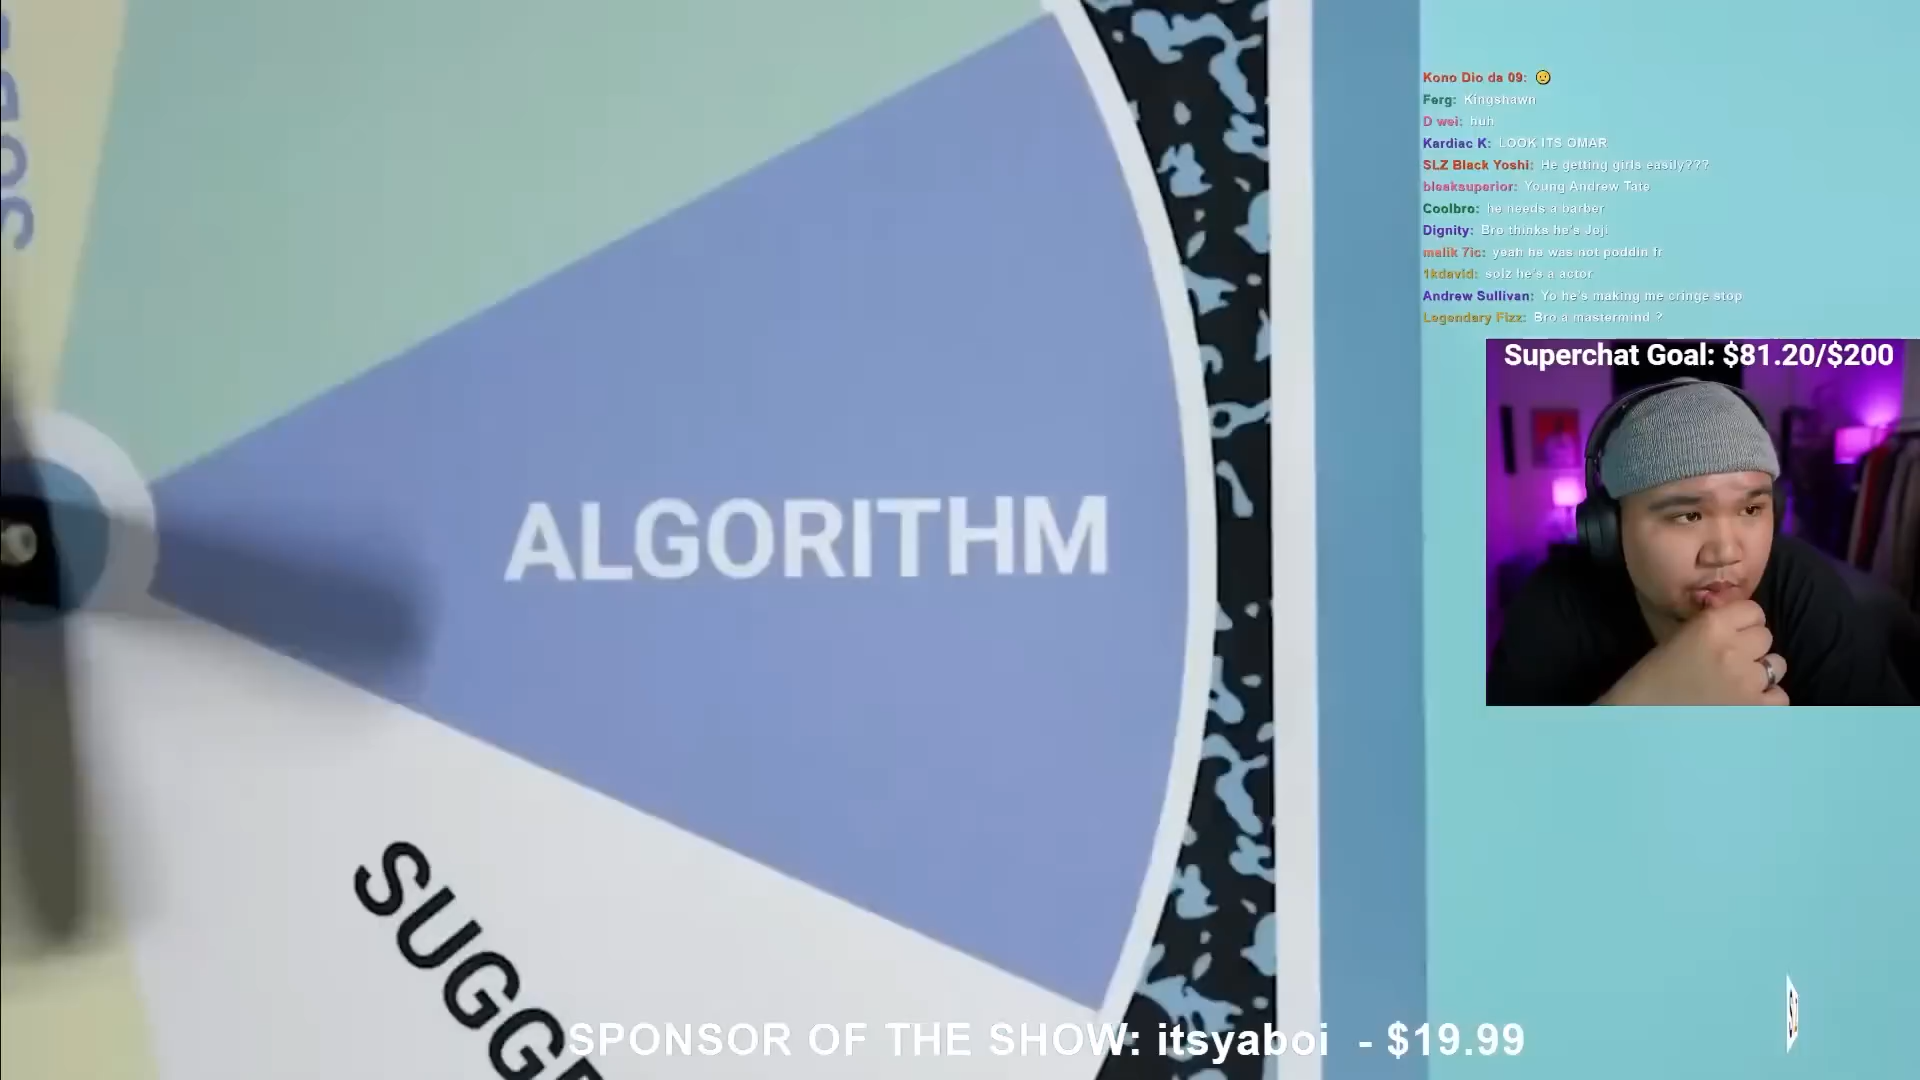 Kono Dio da 09:
Ferg: Kingshawn
D wei: huh
Kardiac K: LOOK ITS OMAR
SLZ Black Yoshi: He getting girls easily???
bleaksuperior: Young Andrew Tate
Coolbro: he needs a barber
Dignity: Bro thinks he's Joji
malik 7ic: yeah he was not poddin fr
1kdavid: solz he's a actor
Andrew Sullivan: Yo he's making me cringe stop
Legendary Fizz: Bro a mastermind ?
Superchat Goal: $81.20/$200
ALGORITHM
SUGGE
SPONSOR OF THE SHOW: itsyaboi - $19.99